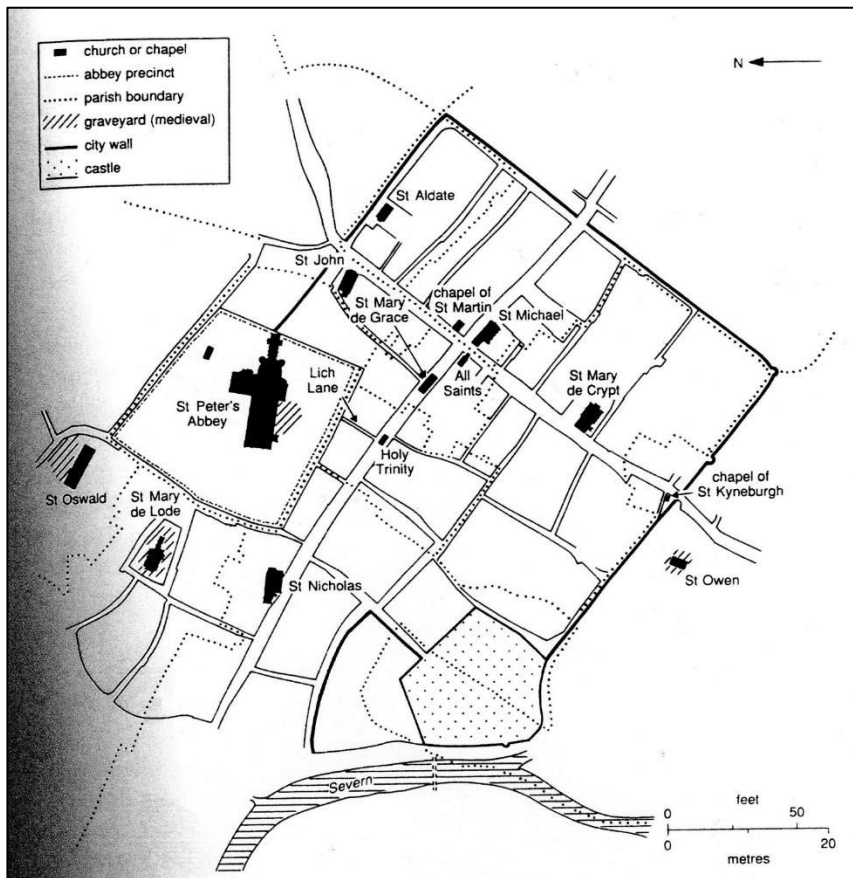 church or chapel
abbey precinct
parish boundary
graveyard (medieval)
city wall
castle
N
St Aldate
St John
St Mary
de Grace
chapel of
St Martin
St Michael
Lich
Lane
All
Saints
St Mary
de Crypt
St Peter's
Abbey
Holy
Trinity
chapel of
St Kyneburgh
St Oswald
St Mary
de Lode
St Nicholas
St Owen
Severn
0 feet 50
0 20
metres